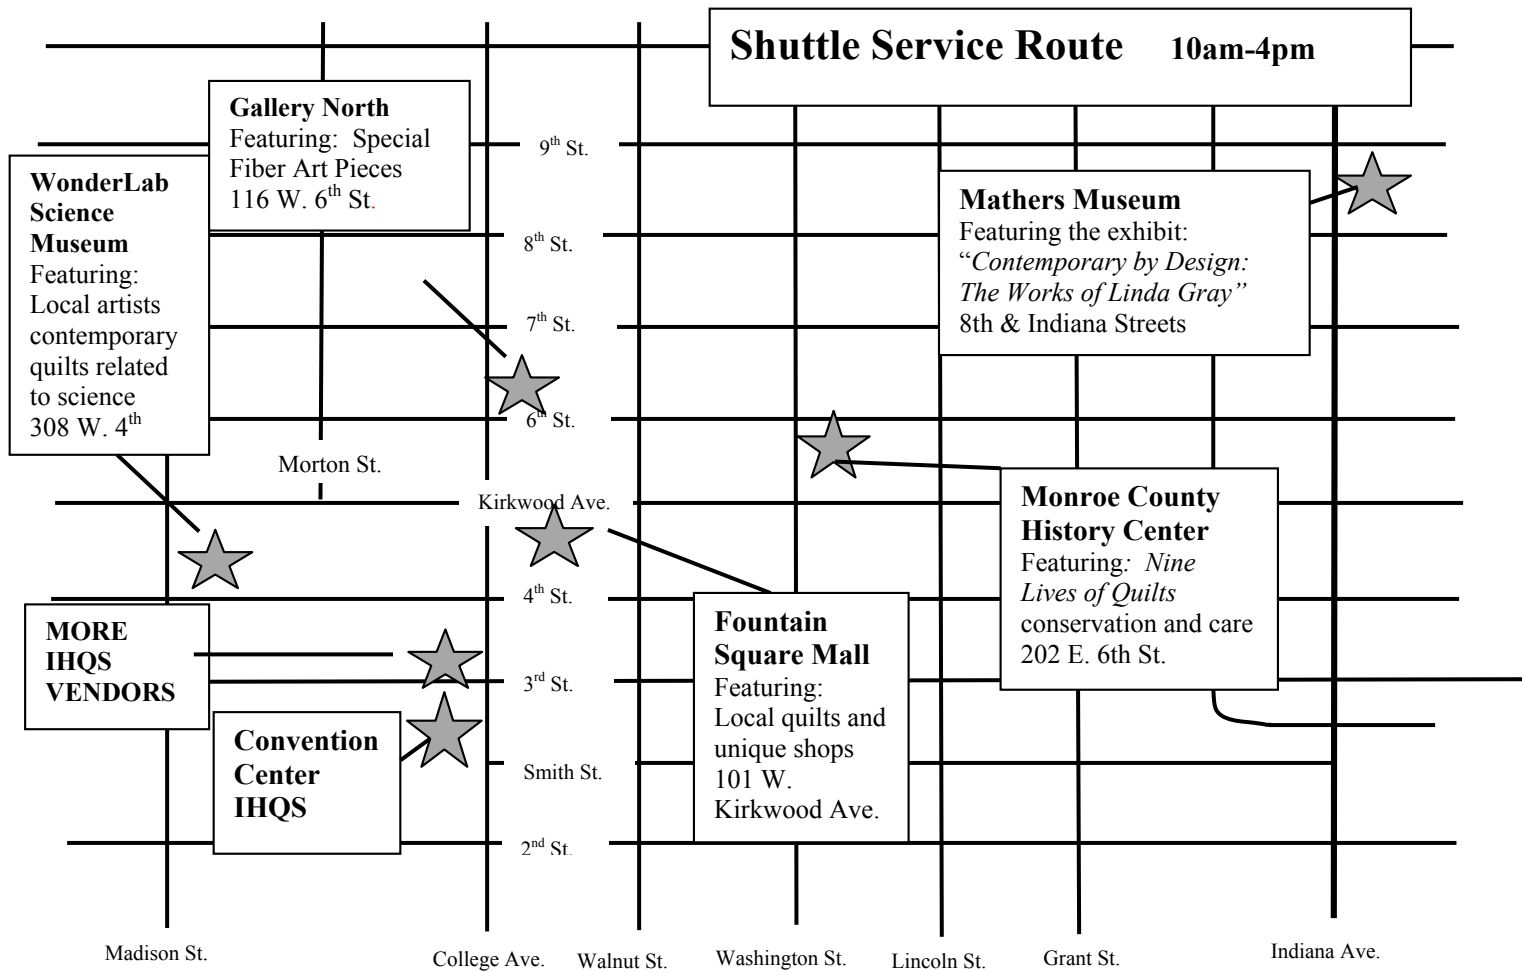 Shuttle Service Route 10am-4pm
Gallery North
Featuring: Special
Fiber Art Pieces
116 W. 6th St.
WonderLab
Science
Museum
Featuring:
Local artists
contemporary
quilts related
to science
308 W. 4th
9th St.
8th St.
7th St.
6th St.
Mathers Museum
Featuring the exhibit:
“Contemporary by Design:
The Works of Linda Gray”
8th & Indiana Streets
Morton St.
Kirkwood Ave.
Monroe County
History Center
Featuring: Nine
Lives of Quilts
conservation and care
202 E. 6th St.
4th St.
MORE
IHQS
VENDORS
Fountain
Square Mall
Featuring:
Local quilts and
unique shops
101 W.
Kirkwood Ave.
3rd St.
Convention
Center
IHQS
Smith St.
2nd St.
Madison St.
College Ave.
Walnut St.
Washington St.
Lincoln St.
Grant St.
Indiana Ave.